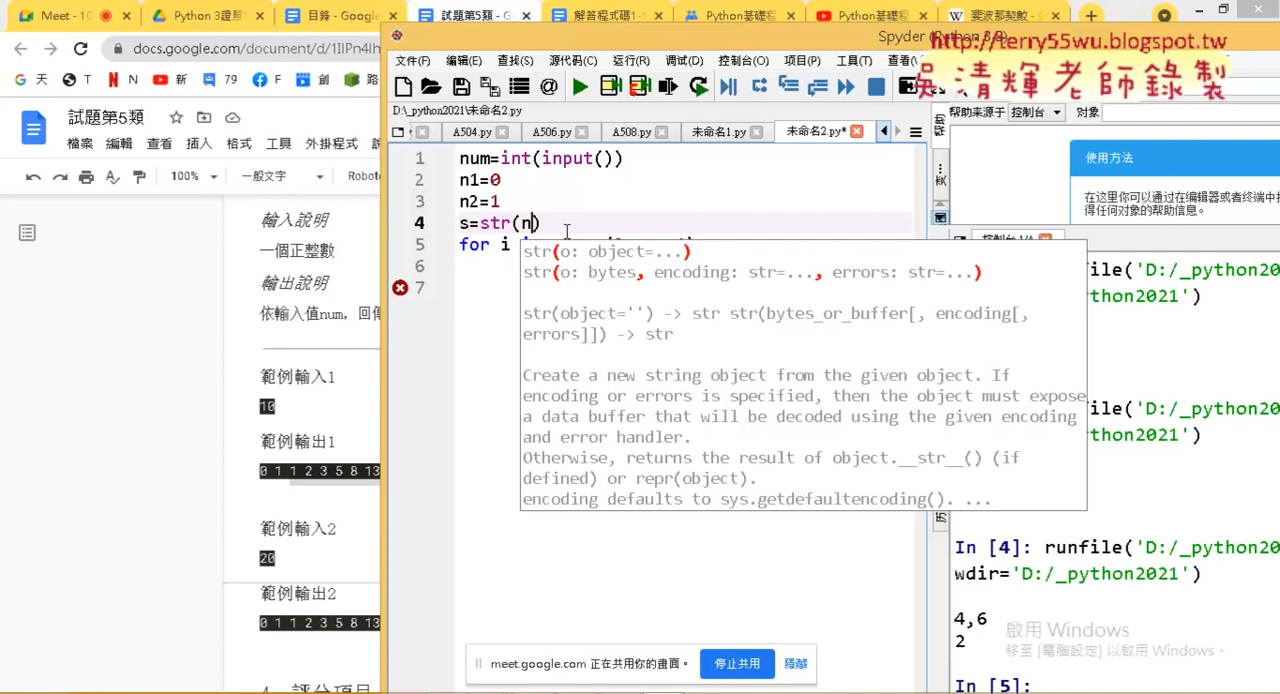 Meet - 10
Python 3證照
目錄 - Google
試題第5類 - G
解答程式碼1-
Python基礎
Python基礎程
斐波那契數
docs.google.com/document/d/1IlPn4lh
G 天 T N 新 79 F 創 路
試題第5類
檔案 編輯 查看 插入 格式 工具 外掛程式 說
100% 一般文字 Robot
輸入說明
一個正整數
輸出說明
依輸入值num, 回傳
範例輸入1
10
範例輸出1
0 1 1 2 3 5 8 13
範例輸入2
20
範例輸出2
0 1 1 2 3 5 8 13
4. 評分項目
Spyder (Python 3.8)
http://terry55wu.blogspot.tw
吳清輝老師錄製
文件(F) 编辑(E) 查找(S) 源代码(C) 运行(R) 调试(D) 控制台(O) 项目(P) 工具(T) 查看(
D:\_python2021\未命名2.py
A504.py A506.py A508.py 未命名1.py 未命名2.py*
1 num=int(input())
2 n1=0
3 n2=1
4 s=str(n)
5 for i
6
7
str(o: object=...)
str(o: bytes, encoding: str=..., errors: str=...)
str(object='') -> str str(bytes_or_buffer[, encoding[,
errors]]) -> str
Create a new string object from the given object. If
encoding or errors is specified, then the object must expose
a data buffer that will be decoded using the given encoding
and error handler.
Otherwise, returns the result of object.__str__() (if
defined) or repr(object).
encoding defaults to sys.getdefaultencoding(). ...
帮助来源于 控制台 对象
使用方法
在这里你可以通过在编辑器或者终端中
得任何对象的帮助信息。
控制台 1/A
file('D:/_python20
thon2021')
file('D:/_python20
thon2021')
In [4]: runfile('D:/_python20
wdir='D:/_python2021')
4,6
2
In [5]:
啟用 Windows
移至 [電腦設定] 以啟用 Windows。
meet.google.com 正在共用你的畫面。 停止共用 隱藏